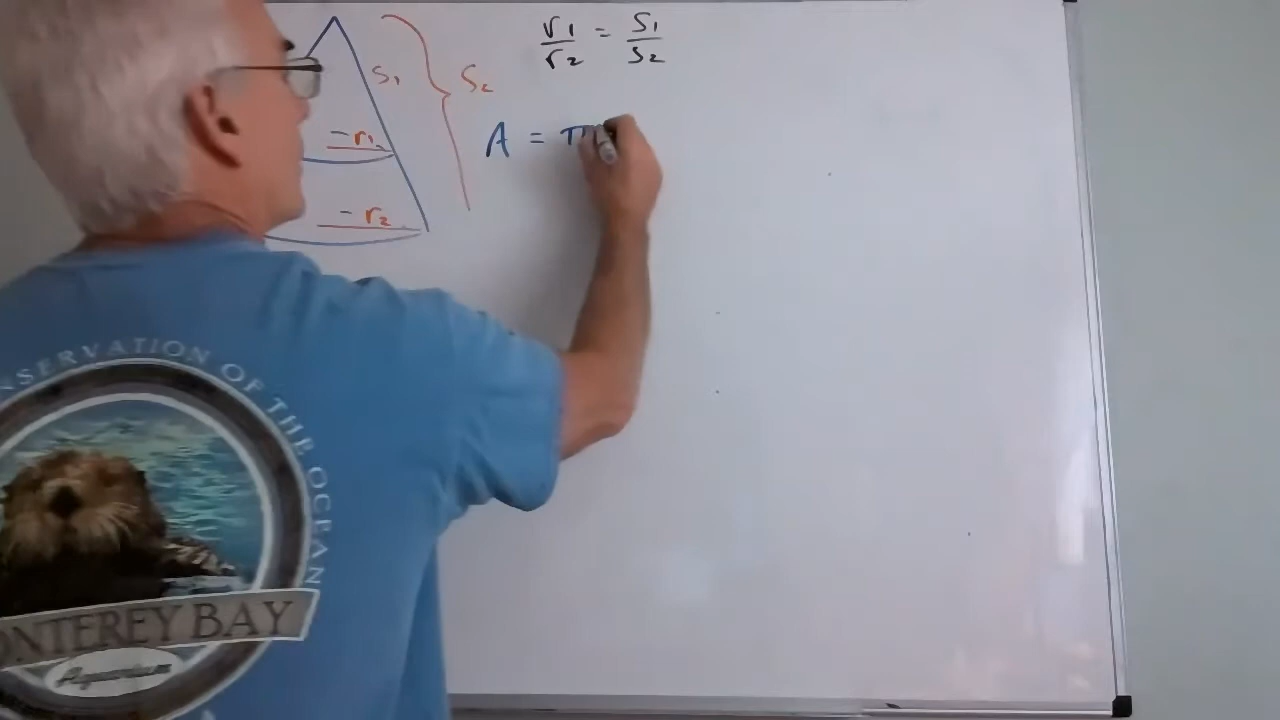 r1/r2 = S1/S2
S1
S2
A = π
r1
r2
NSERVATION OF THE OCEAN
ONTEREY BAY
Aquarium